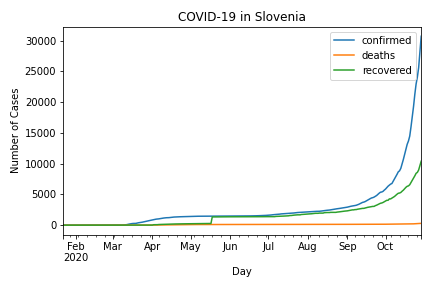 COVID-19 in Slovenia
confirmed
deaths
recovered
Number of Cases
30000
25000
20000
15000
10000
5000
0
Feb Mar Apr May Jun Jul Aug Sep Oct
2020
Day